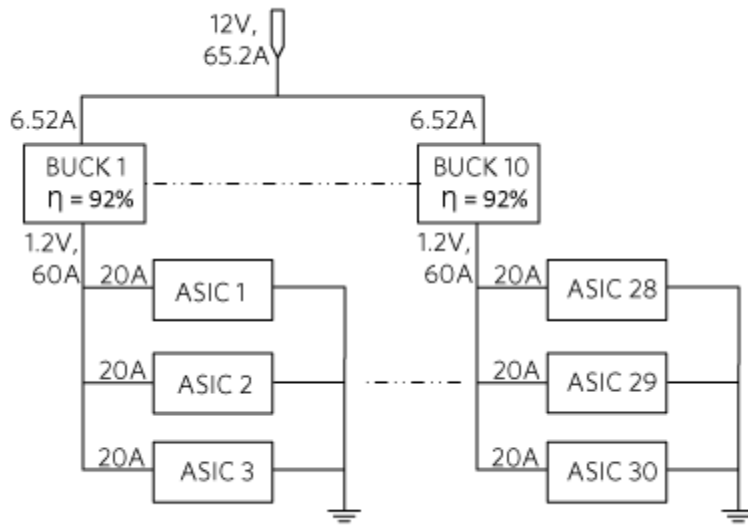 12V,
65.2A
6.52A
6.52A
BUCK 1
η = 92%
BUCK 10
η = 92%
1.2V,
60A
20A
ASIC 1
1.2V,
60A
20A
ASIC 28
20A
ASIC 2
20A
ASIC 29
20A
ASIC 3
20A
ASIC 30